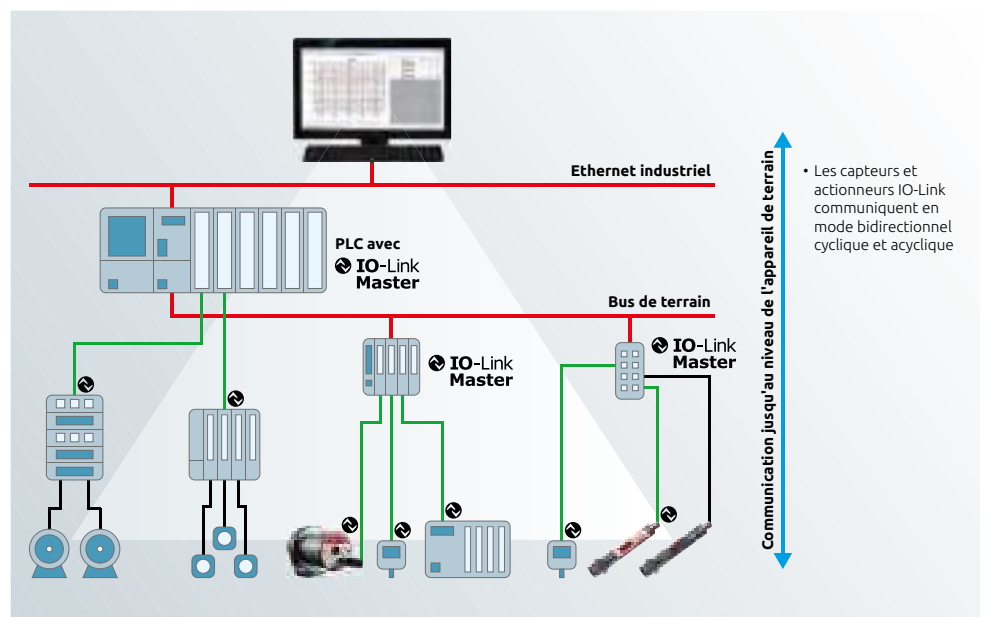 Ethernet industriel
PLC avec
IO-Link
Master
Bus de terrain
IO-Link
Master
IO-Link
Master
Communication jusqu'au niveau de l'appareil de terrain
• Les capteurs et
actionneurs IO-Link
communiquent en
mode bidirectionnel
cyclique et acyclique